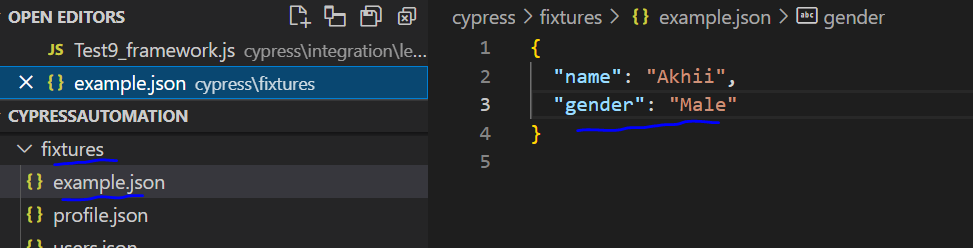 OPEN EDITORS
JS Test9_framework.js cypress\integration\le...
{} example.json cypress\fixtures
CYPRESSAUTOMATION
fixtures
{} example.json
{} profile.json
{} users.json
cypress > fixtures > {} example.json > abc gender
1 {
2 "name": "Akhii",
3 "gender": "Male"
4 }
5